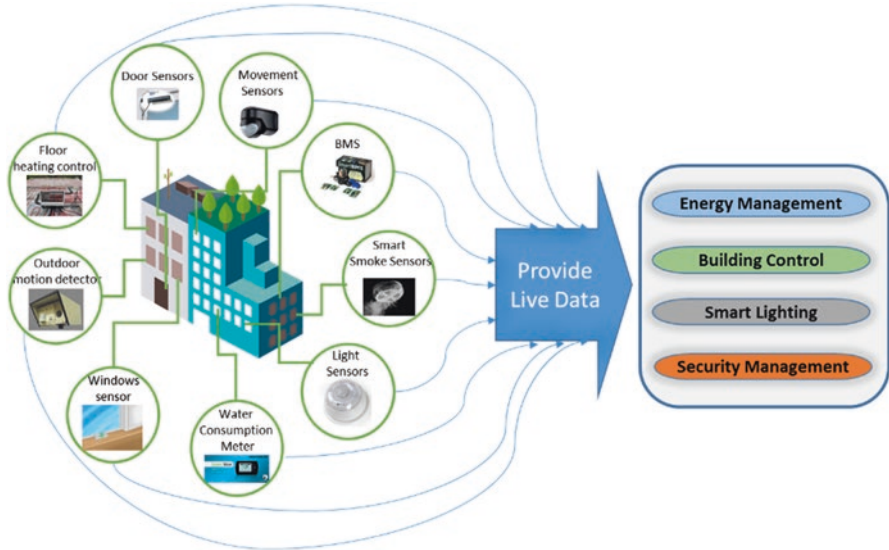 Door Sensors
Movement
Sensors
Floor
heating control
BMS
Outdoor
motion detector
Smart
Smoke Sensors
Windows
sensor
Light
Sensors
Water
Consumption
Meter
Provide
Live Data
Energy Management
Building Control
Smart Lighting
Security Management